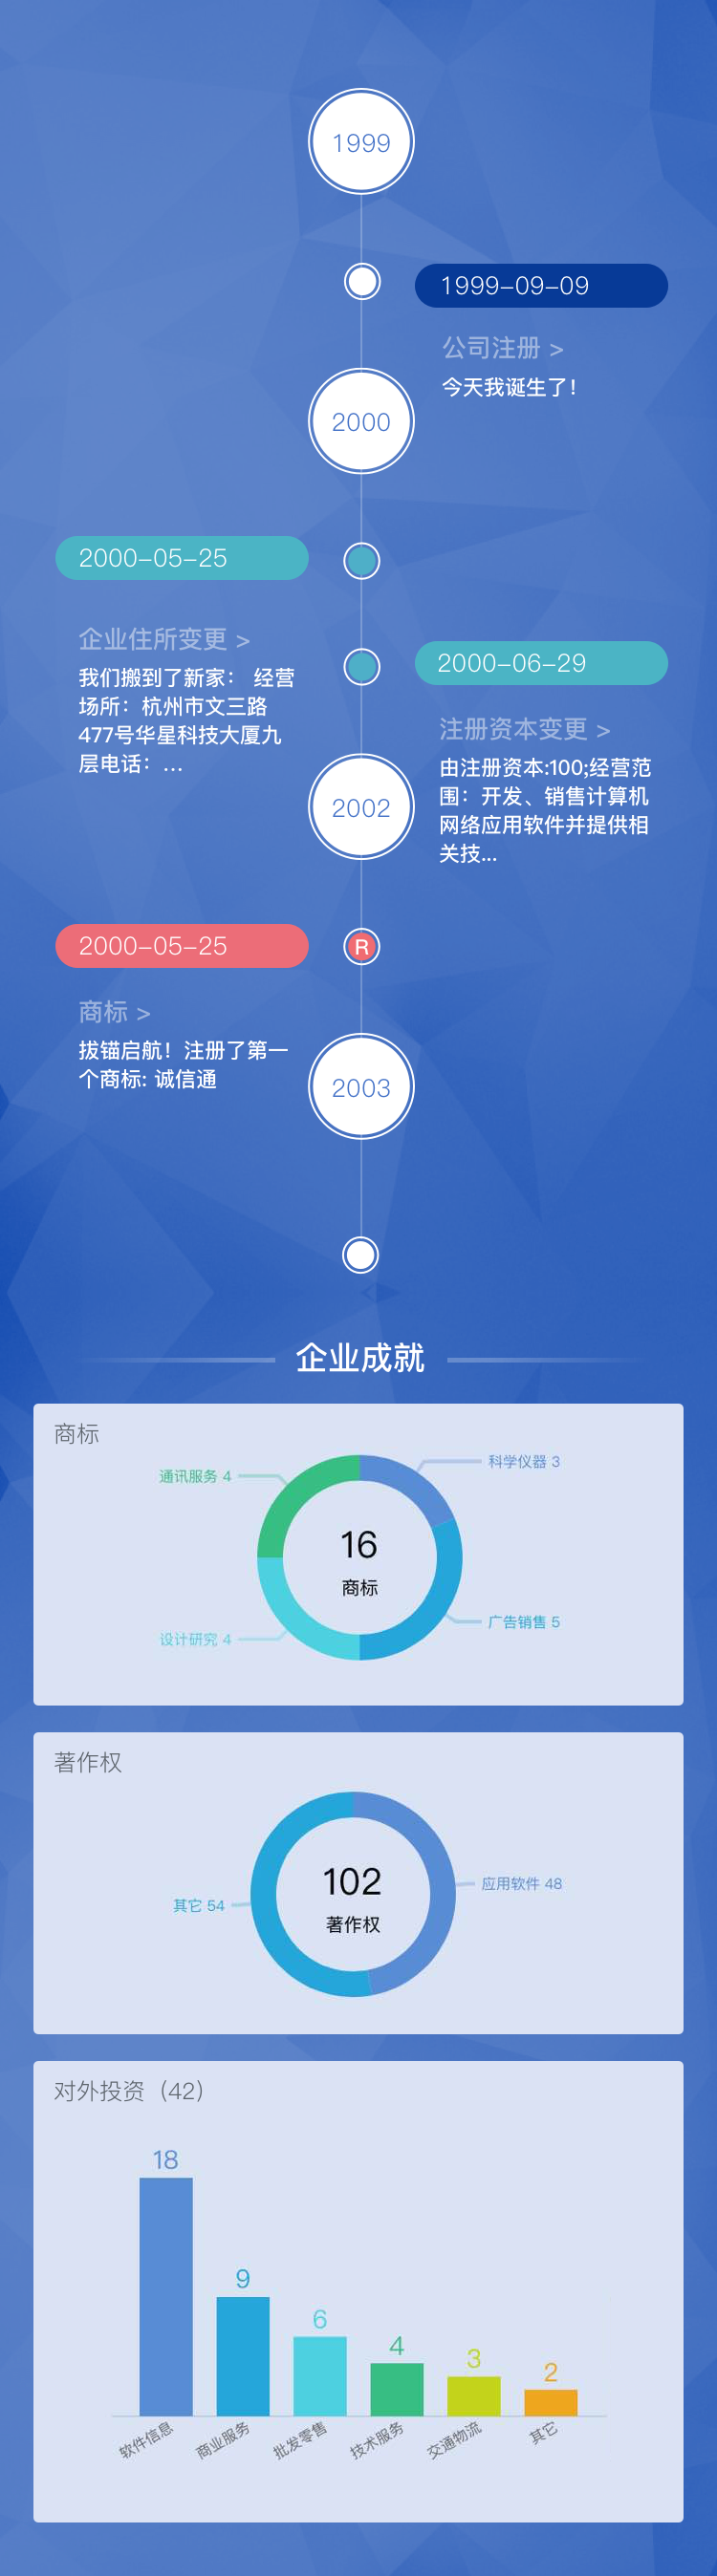 1999
1999-09-09
公司注册 >
今天我诞生了!
2000
2000-05-25
企业住所变更 >
我们搬到了新家： 经营
场所：杭州市文三路
477号华星科技大厦九
层电话：...
2000-06-29
注册资本变更 >
由注册资本:100;经营范
围：开发、销售计算机
网络应用软件并提供相
关技...
2002
2000-05-25
R
商标 >
拔锚启航！注册了第一
个商标: 诚信通
2003
企业成就
商标
通讯服务 4
科学仪器 3
16
商标
设计研究 4
广告销售 5
著作权
102
著作权
应用软件 48
其它 54
对外投资（42）
18
9
6
4
3
2
软件信息
商业服务
批发零售
技术服务
交通物流
其它